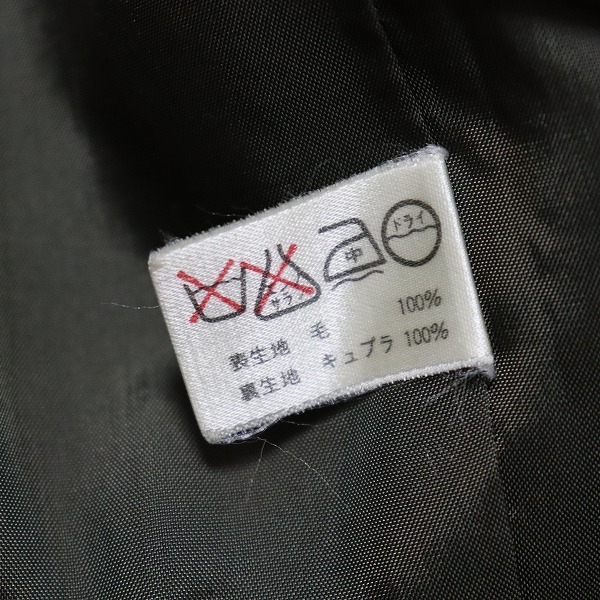 サラシ
中
ドライ
表生地 毛 100%
裏生地 キュプラ 100%